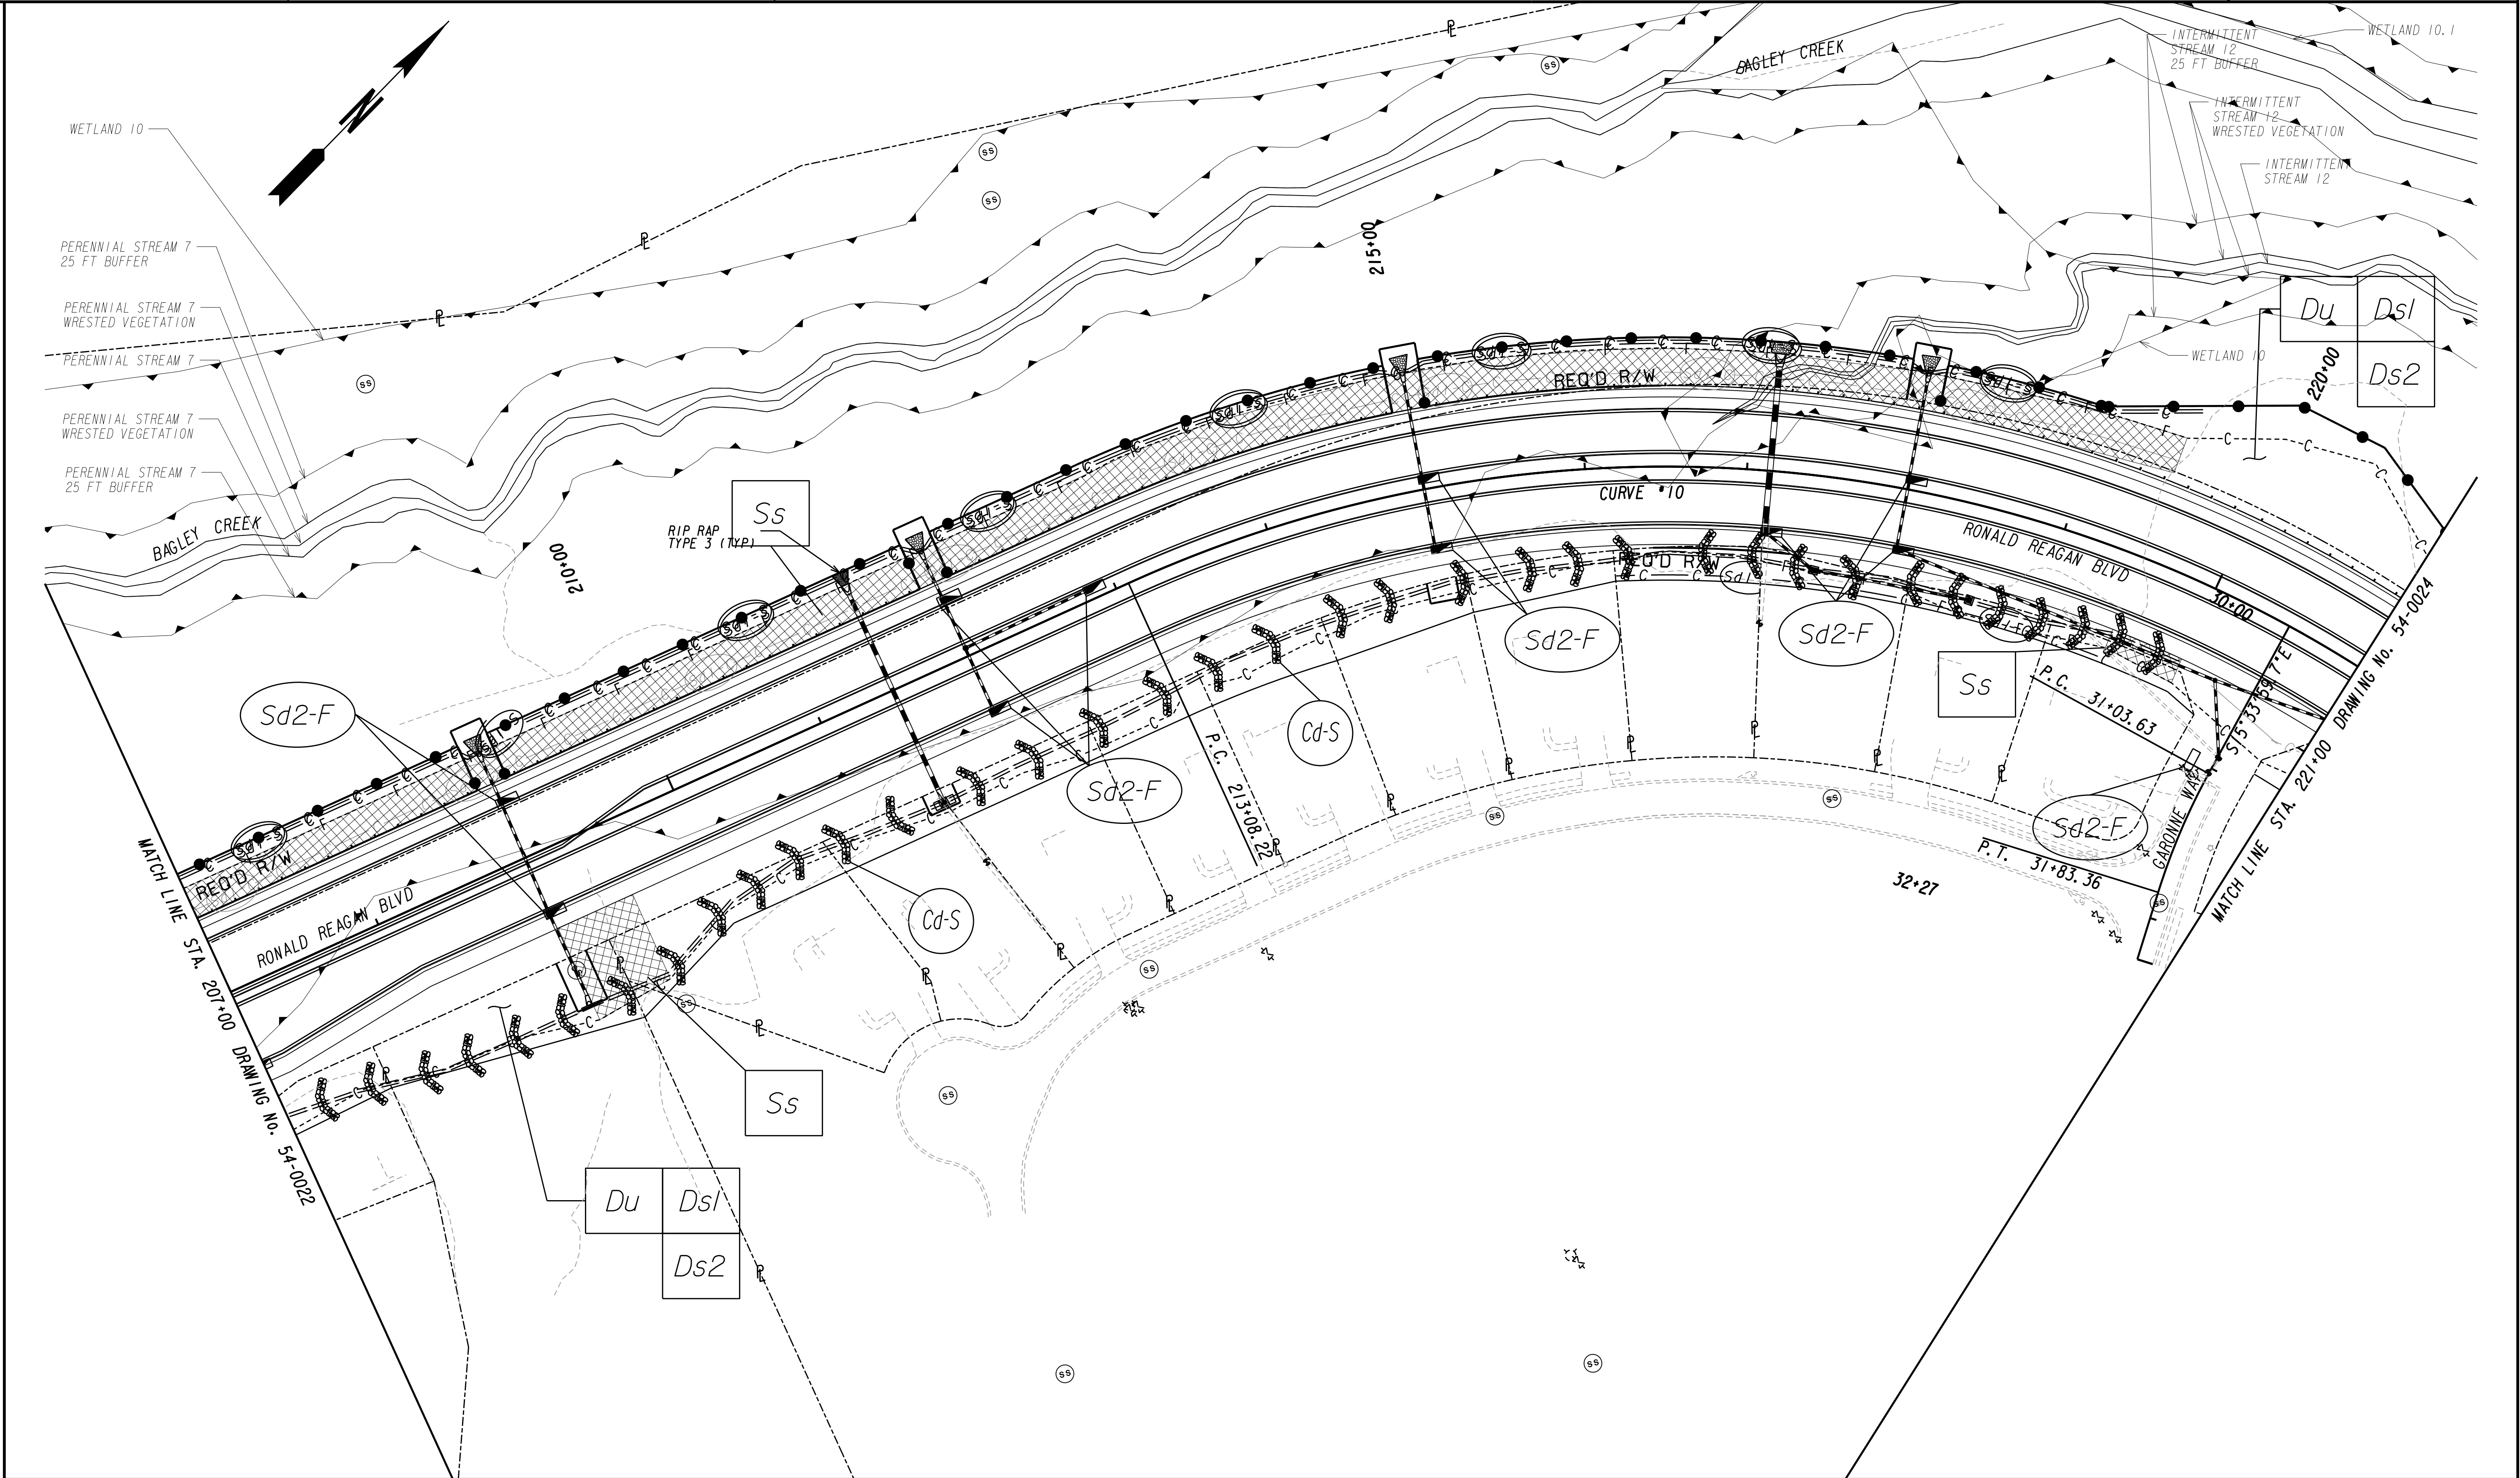 N
WETLAND 10
PERENNIAL STREAM 7
25 FT BUFFER
PERENNIAL STREAM 7
WRESTED VEGETATION
PERENNIAL STREAM 7
PERENNIAL STREAM 7
WRESTED VEGETATION
PERENNIAL STREAM 7
25 FT BUFFER
BAGLEY CREEK
BAGLEY CREEK
INTERMITTENT
STREAM 12
25 FT BUFFER
WETLAND 10.1
INTERMITTENT
STREAM 12
WRESTED VEGETATION
INTERMITTENT
STREAM 12
WETLAND 10
Du
Ds1
Ds2
210+00
215+00
220+00
RIP RAP
TYPE 3 (TYP)
Ss
REQ'D R/W
CURVE #10
REQ'D R/W
RONALD REAGAN BLVD
30+00
Sd2-F
Sd2-F
Sd2-F
Sd2-F
Sd2-F
Cd-S
Cd-S
Ss
P.C. 31+03.63
P.C. 213+08.22
GARONNE WAY
P.T. 31+83.36
32+27
REQ'D R/W
RONALD REAGAN BLVD
MATCH LINE STA. 207+00 DRAWING No. 54-0022
MATCH LINE STA. 221+00 DRAWING No. 54-0024
Ss
Du
Ds1
Ds2